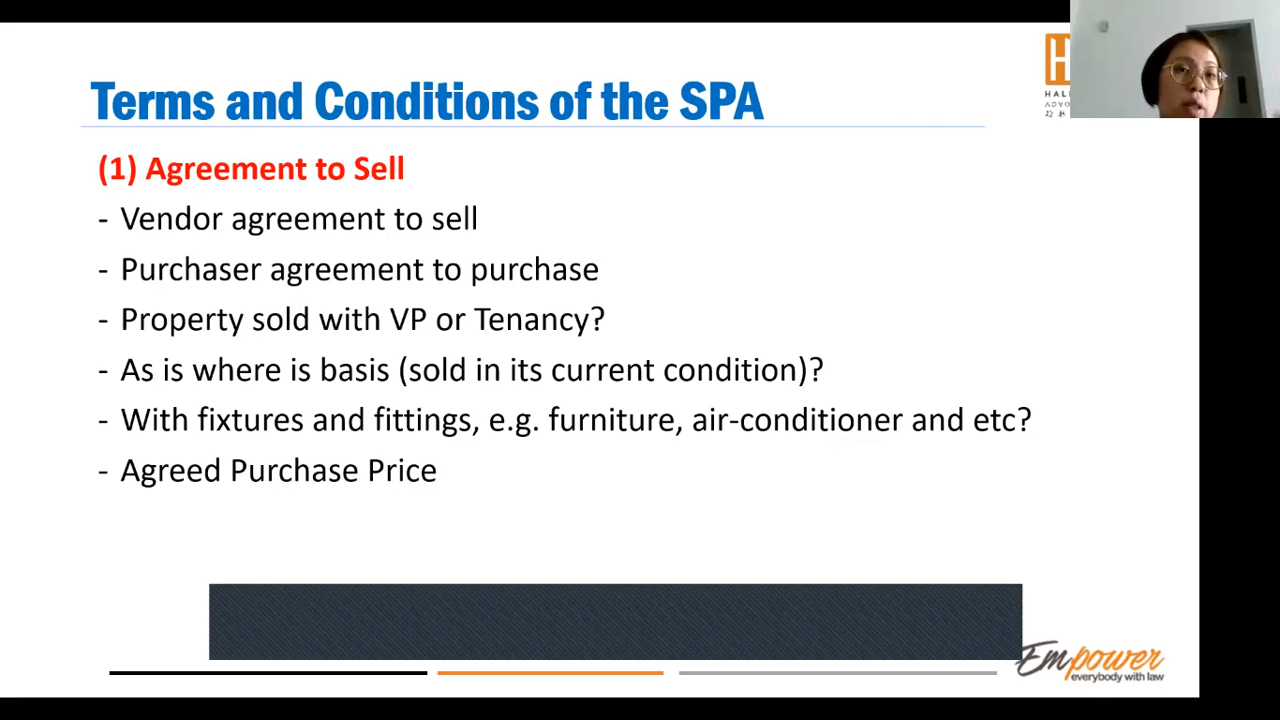 Terms and Conditions of the SPA
(1) Agreement to Sell
- Vendor agreement to sell
- Purchaser agreement to purchase
- Property sold with VP or Tenancy?
- As is where is basis (sold in its current condition)?
- With fixtures and fittings, e.g. furniture, air-conditioner and etc?
- Agreed Purchase Price
H
HAL
ADVO
Empower
everybody with law